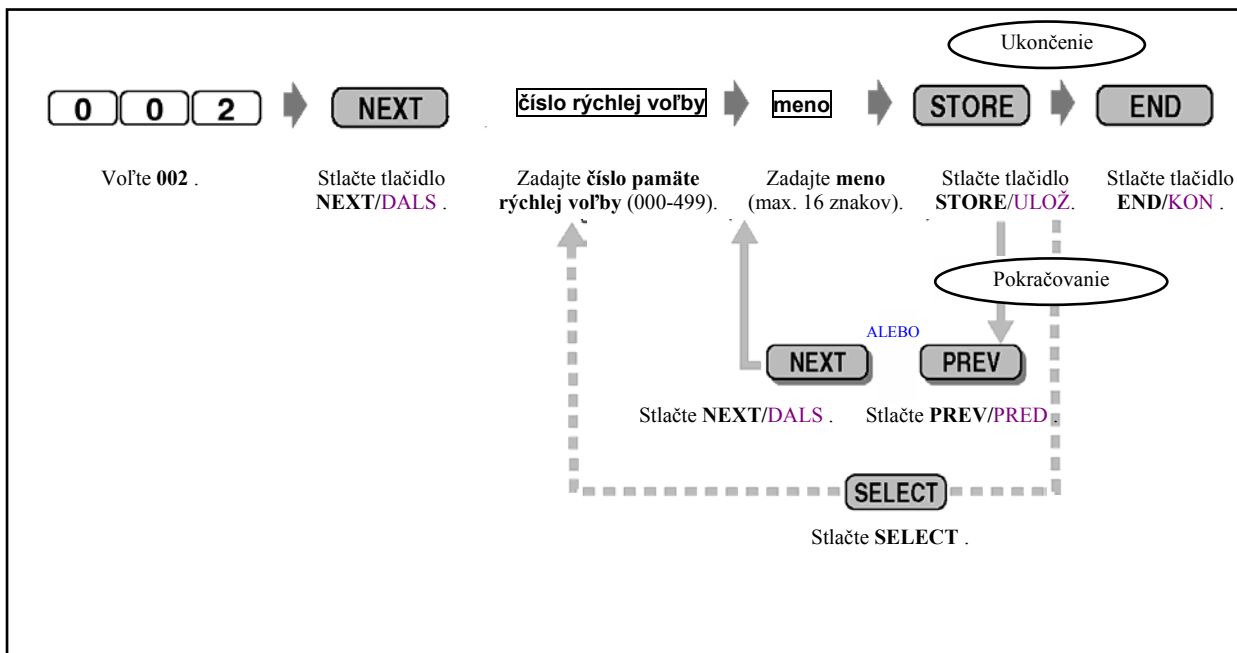 Ukončenie
0 0 2
NEXT
číslo rýchlej voľby
meno
STORE
END
Voľte 002 .
Stlačte tlačidlo
NEXT/DALS .
Zadajte číslo pamäte
rýchlej voľby (000-499).
Zadajte meno
(max. 16 znakov).
Stlačte tlačidlo
STORE/ULOŽ.
Stlačte tlačidlo
END/KON .
Pokračovanie
ALEBO
NEXT
PREV
Stlačte NEXT/DALS .
Stlačte PREV/PRED .
SELECT
Stlačte SELECT .